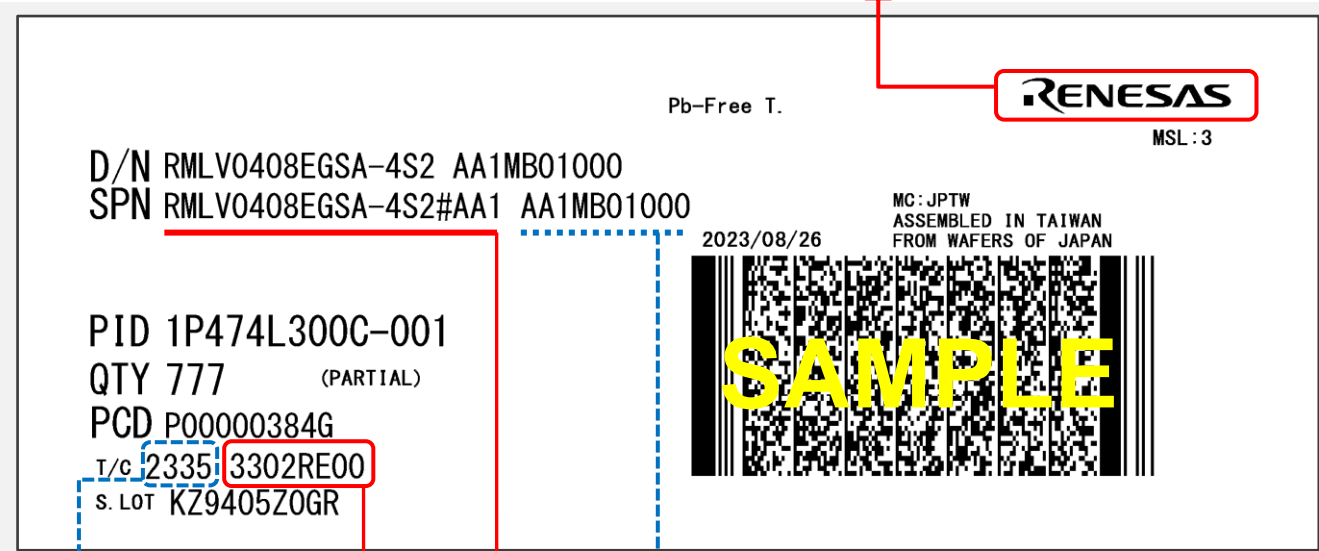 RENESAS
Pb-Free T.
MSL:3
D/N RMLV0408EGSA-4S2 AA1MB01000
SPN RMLV0408EGSA-4S2#AA1 AA1MB01000
MC:JPTW
ASSEMBLED IN TAIWAN
2023/08/26 FROM WAFERS OF JAPAN
SAMPLE
PID 1P474L300C-001
QTY 777 (PARTIAL)
PCD P00000384G
T/C 2335 3302RE00
S.LOT KZ9405Z0GR